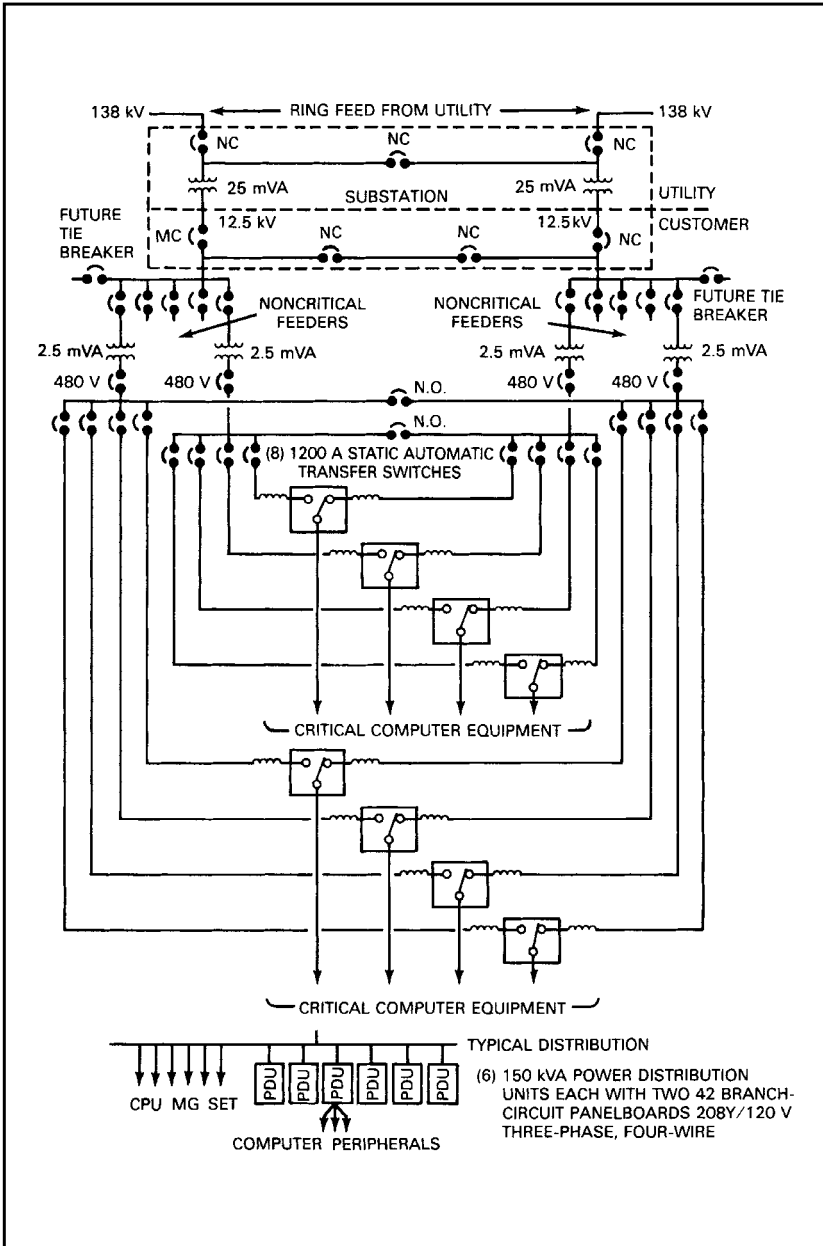 138 kV
RING FEED FROM UTILITY
138 kV
NC
NC
NC
25 mVA
SUBSTATION
25 mVA
UTILITY
CUSTOMER
12.5 kV
12.5 kV
FUTURE
TIE
BREAKER
MC
NC
NC
NC
NONCRITICAL
FEEDERS
NONCRITICAL
FEEDERS
FUTURE TIE
BREAKER
2.5 mVA
2.5 mVA
2.5 mVA
2.5 mVA
480 V
480 V
480 V
480 V
N.O.
N.O.
(8) 1200 A STATIC AUTOMATIC
TRANSFER SWITCHES
CRITICAL COMPUTER EQUIPMENT
CRITICAL COMPUTER EQUIPMENT
TYPICAL DISTRIBUTION
CPU MG SET
PDU
PDU
PDU
PDU
PDU
PDU
COMPUTER PERIPHERALS
(6) 150 kVA POWER DISTRIBUTION
UNITS EACH WITH TWO 42 BRANCH-
CIRCUIT PANELBOARDS 208Y/120 V
THREE-PHASE, FOUR-WIRE